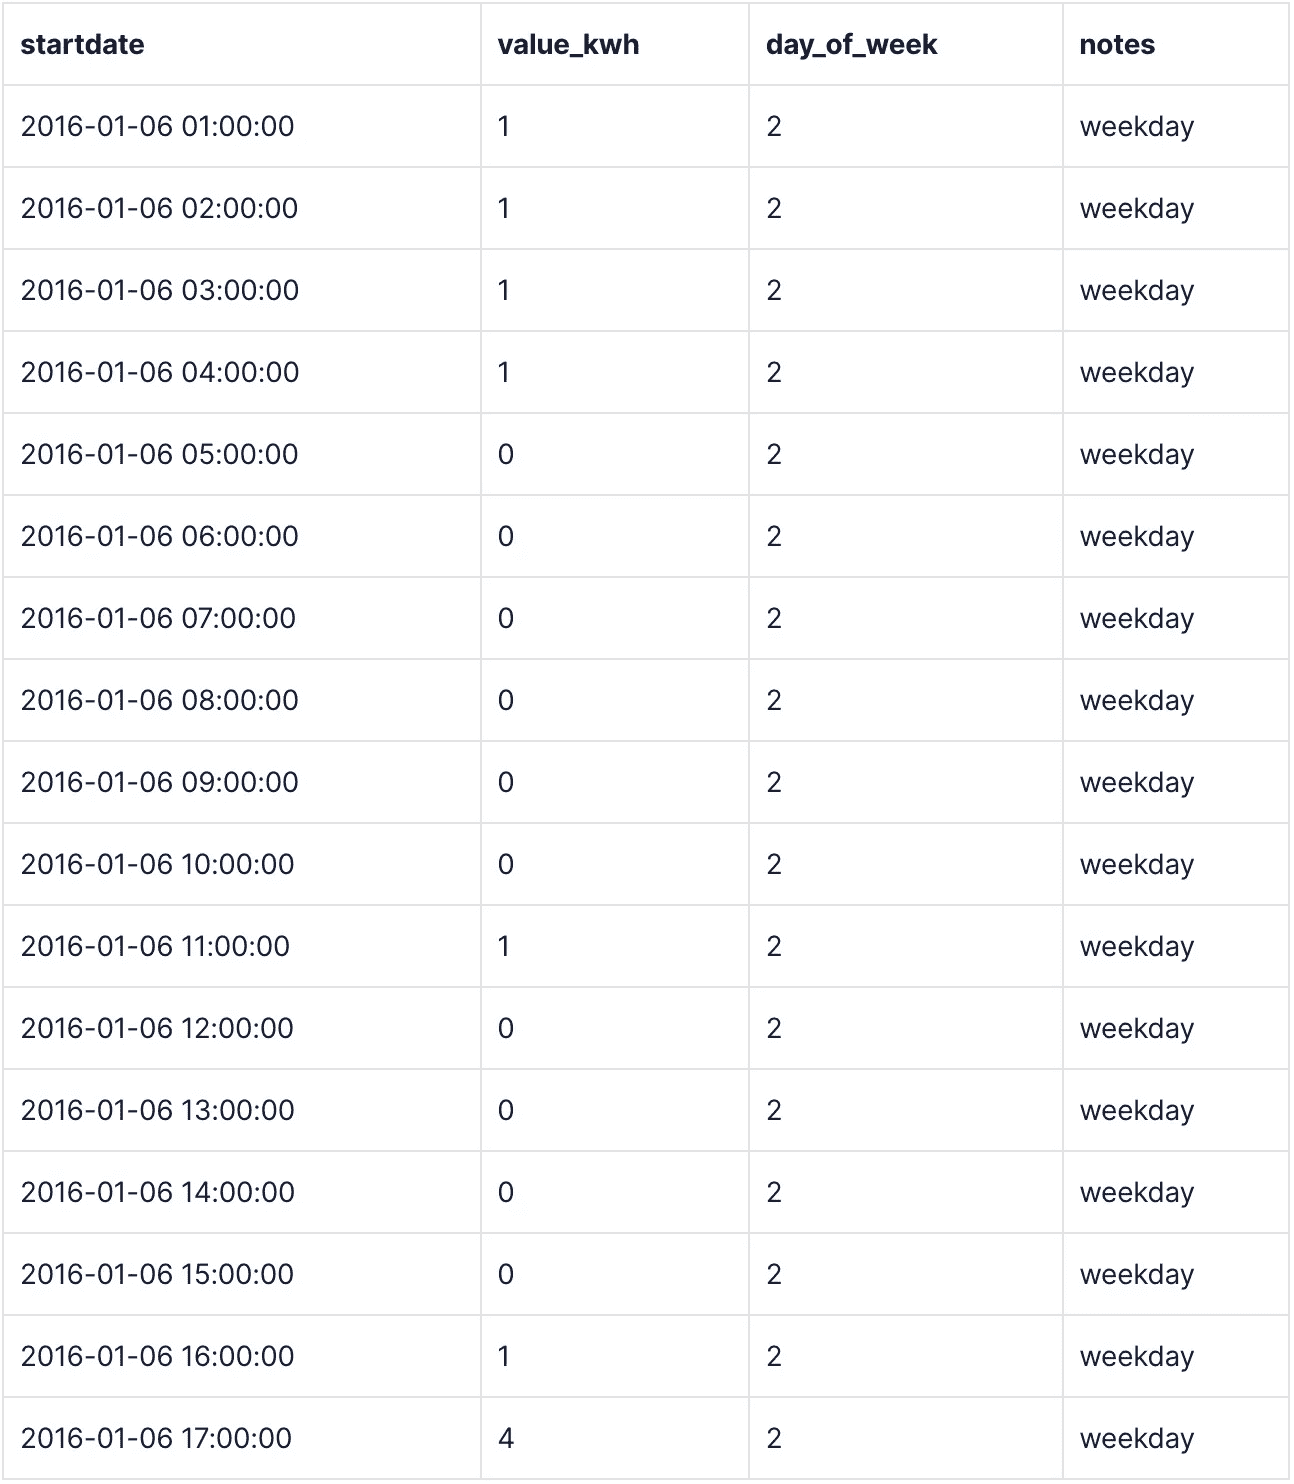 startdate value_kwh day_of_week notes
2016-01-06 01:00:00 1 2 weekday
2016-01-06 02:00:00 1 2 weekday
2016-01-06 03:00:00 1 2 weekday
2016-01-06 04:00:00 1 2 weekday
2016-01-06 05:00:00 0 2 weekday
2016-01-06 06:00:00 0 2 weekday
2016-01-06 07:00:00 0 2 weekday
2016-01-06 08:00:00 0 2 weekday
2016-01-06 09:00:00 0 2 weekday
2016-01-06 10:00:00 0 2 weekday
2016-01-06 11:00:00 1 2 weekday
2016-01-06 12:00:00 0 2 weekday
2016-01-06 13:00:00 0 2 weekday
2016-01-06 14:00:00 0 2 weekday
2016-01-06 15:00:00 0 2 weekday
2016-01-06 16:00:00 1 2 weekday
2016-01-06 17:00:00 4 2 weekday